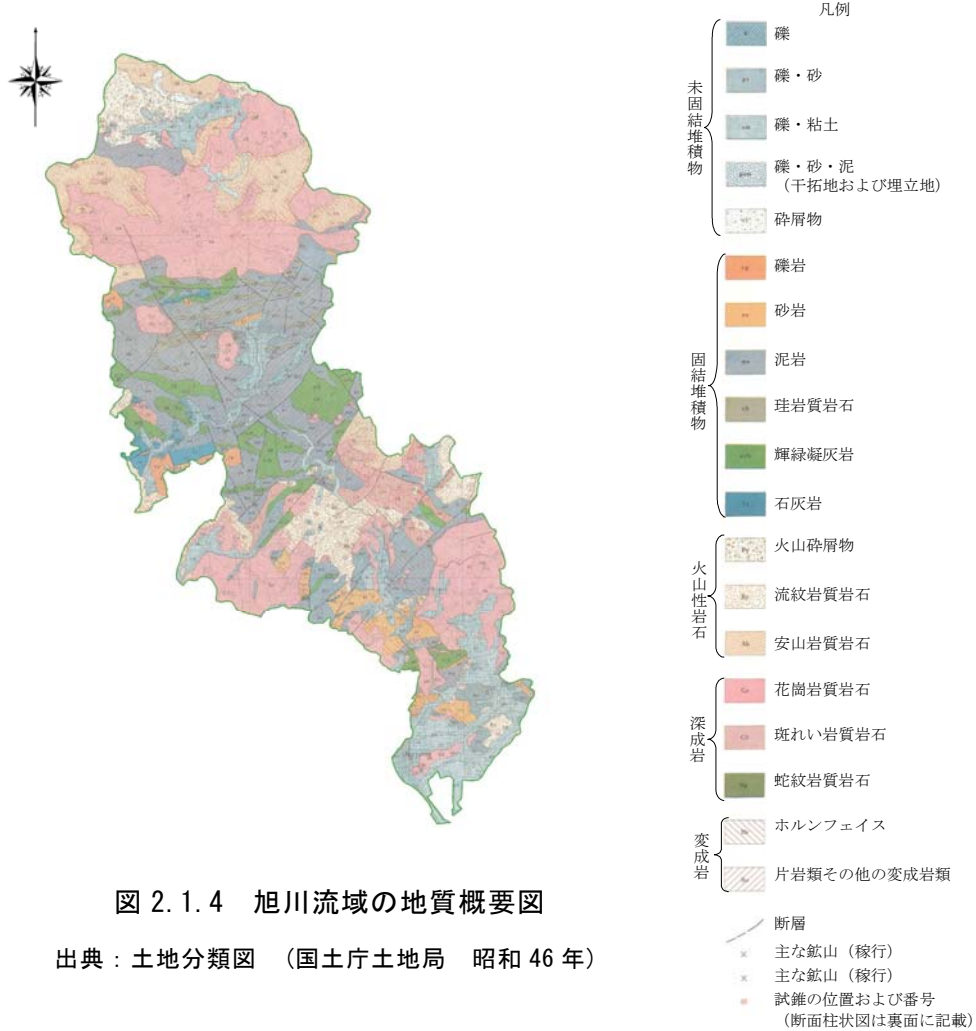 凡例
未固結堆積物
礫
礫・砂
礫・粘土
礫・砂・泥
（干拓地および埋立地）
砕屑物
固結堆積物
礫岩
砂岩
泥岩
珪岩質岩石
輝緑凝灰岩
石灰岩
火山性岩石
火山砕屑物
流紋岩質岩石
安山岩質岩石
深成岩
花崗岩質岩石
斑れい岩質岩石
蛇紋岩質岩石
変成岩
ホルンフェイス
片岩類その他の変成岩類
断層
主な鉱山（稼行）
主な鉱山（稼行）
試錐の位置および番号
（断面柱状図は裏面に記載）
図 2.1.4　旭川流域の地質概要図
出典：土地分類図　（国土庁土地局　昭和 46 年）